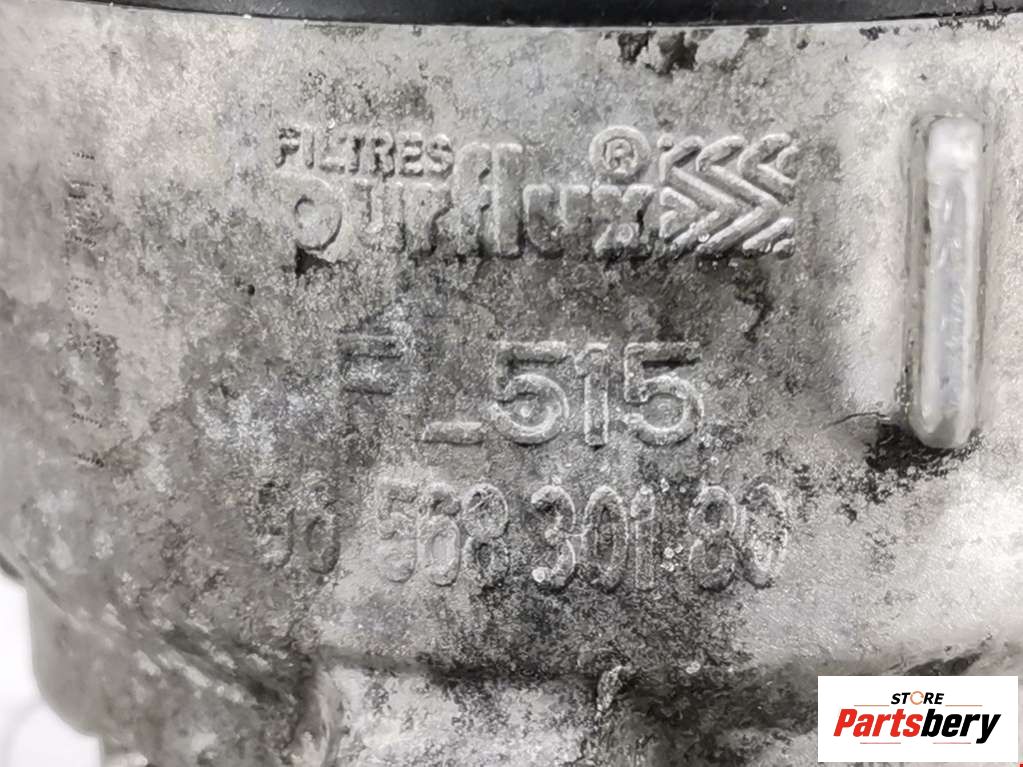 FILTRES
purflux ®
F_515
96 568 301 80
STORE
Partsbery